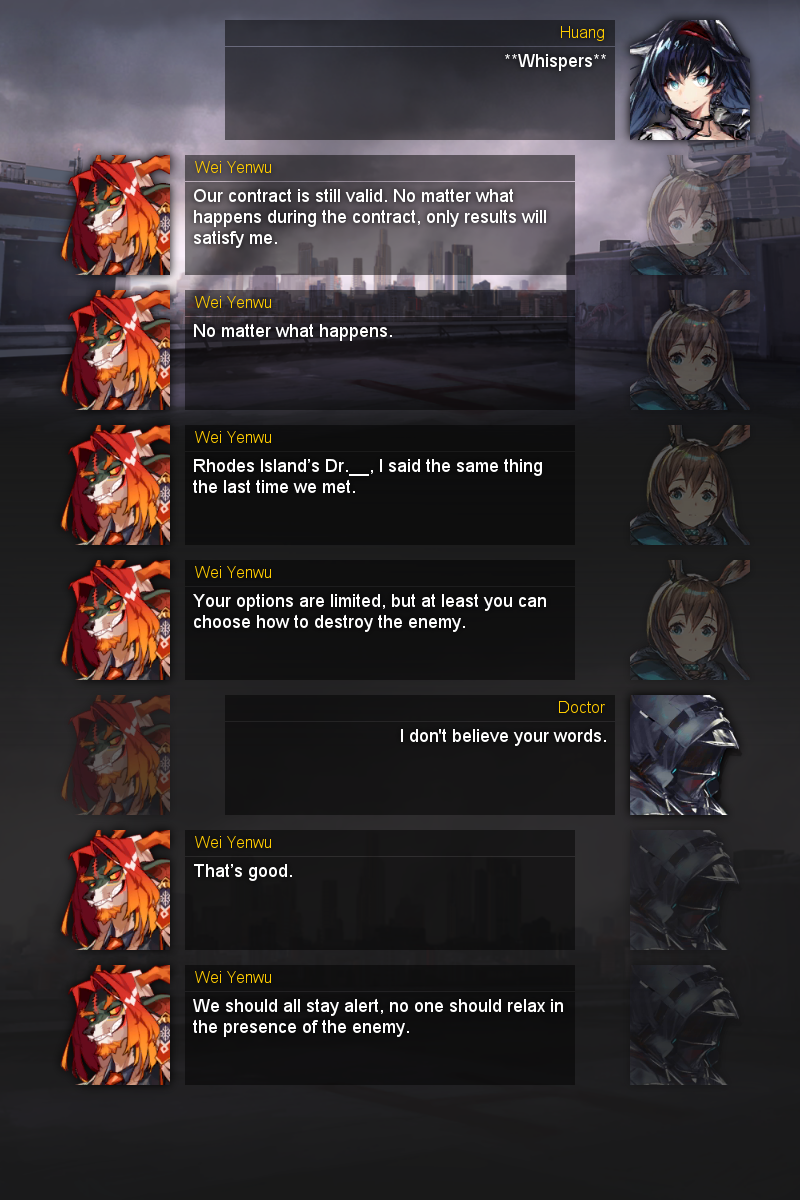 Huang
**Whispers**
Wei Yenwu
Our contract is still valid. No matter what
happens during the contract, only results will
satisfy me.
Wei Yenwu
No matter what happens.
Wei Yenwu
Rhodes Island’s Dr.__, I said the same thing
the last time we met.
Wei Yenwu
Your options are limited, but at least you can
choose how to destroy the enemy.
Doctor
I don't believe your words.
Wei Yenwu
That’s good.
Wei Yenwu
We should all stay alert, no one should relax in
the presence of the enemy.